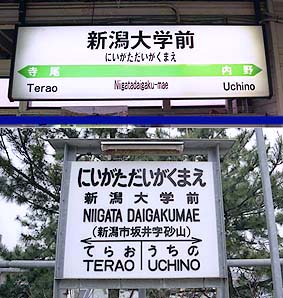 新潟大学前
にいがただいがくまえ
寺尾 内野
Terao Niigatadaigaku-mae Uchino
にいがただいがくまえ
新潟大学前
NIIGATA DAIGAKUMAE
(新潟市坂井字砂山)
てらお うちの
TERAO UCHINO